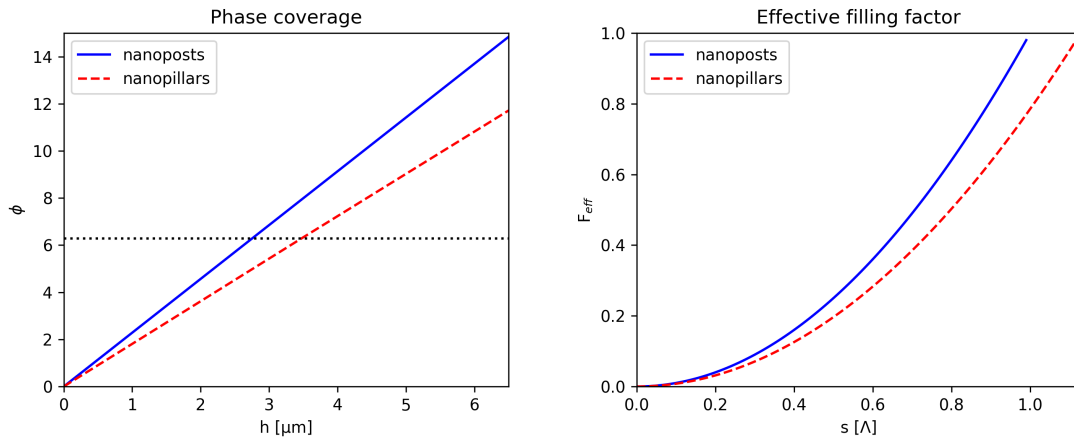 Phase coverage
nanoposts
nanopillars
14
12
10
8
6
4
2
0
ϕ
0 1 2 3 4 5 6
h [μm]
Effective filling factor
nanoposts
nanopillars
1.0
0.8
0.6
0.4
0.2
0.0
F_eff
0.0 0.2 0.4 0.6 0.8 1.0
s [Λ]